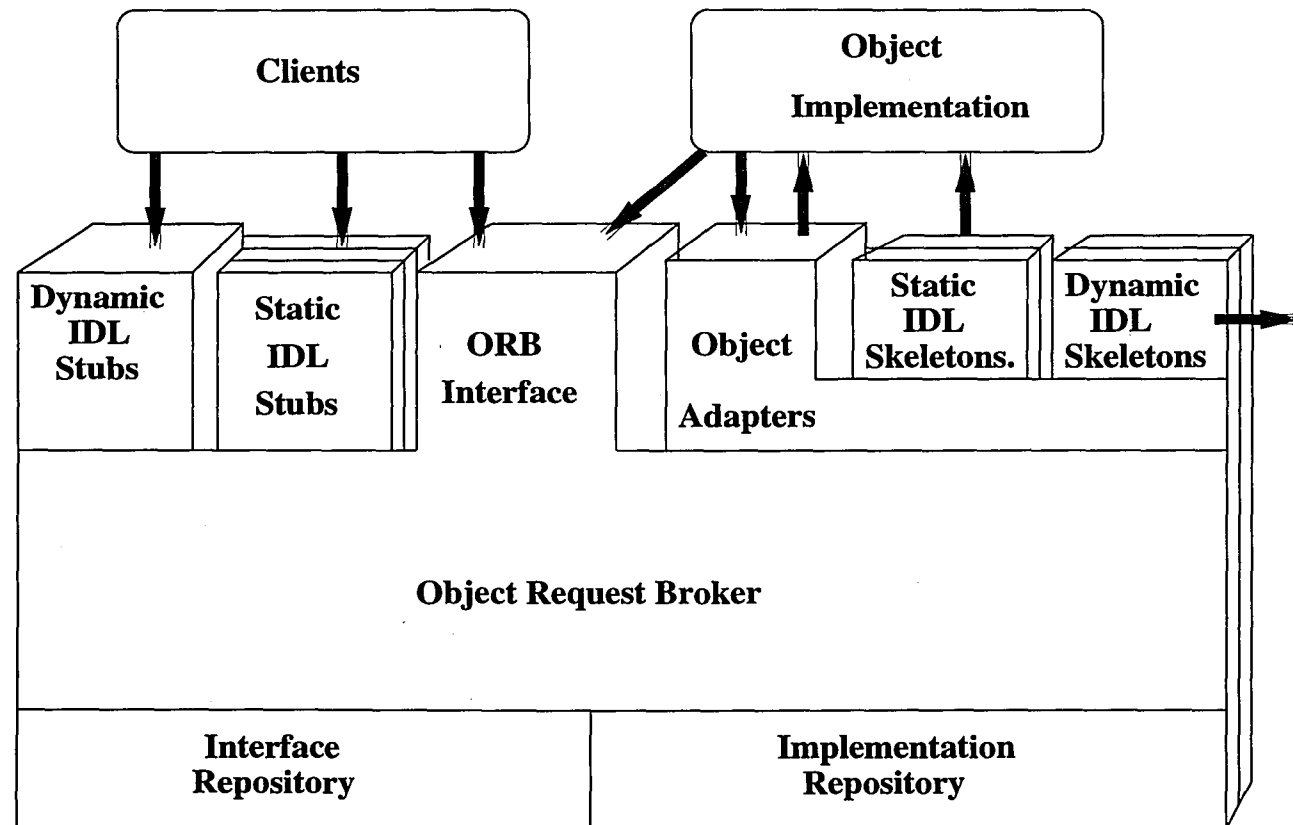 Clients
Object
Implementation
Dynamic
IDL
Stubs
Static
IDL
Stubs
ORB
Interface
Object
Adapters
Static
IDL
Skeletons.
Dynamic
IDL
Skeletons
Object Request Broker
Interface
Repository
Implementation
Repository